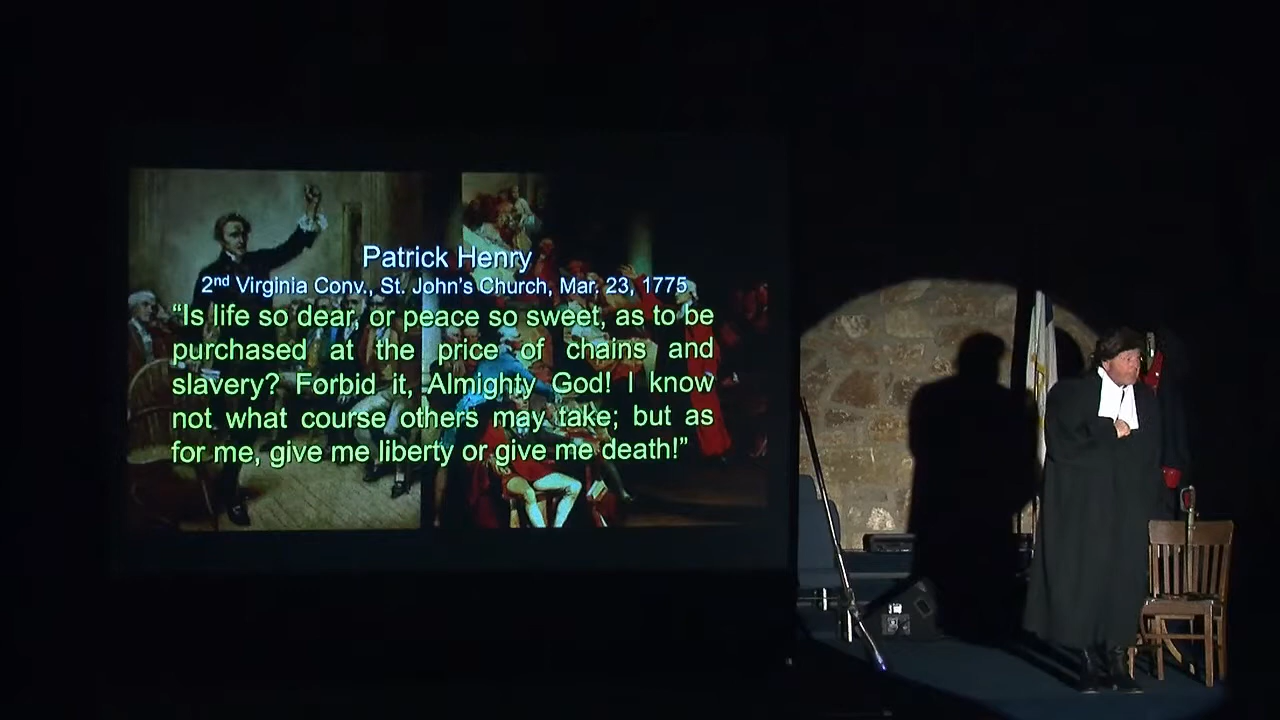 Patrick Henry
2nd Virginia Conv., St. John's Church, Mar. 23, 1775
“Is life so dear, or peace so sweet, as to be
purchased at the price of chains and
slavery? Forbid it, Almighty God! I know
not what course others may take; but as
for me, give me liberty or give me death!”